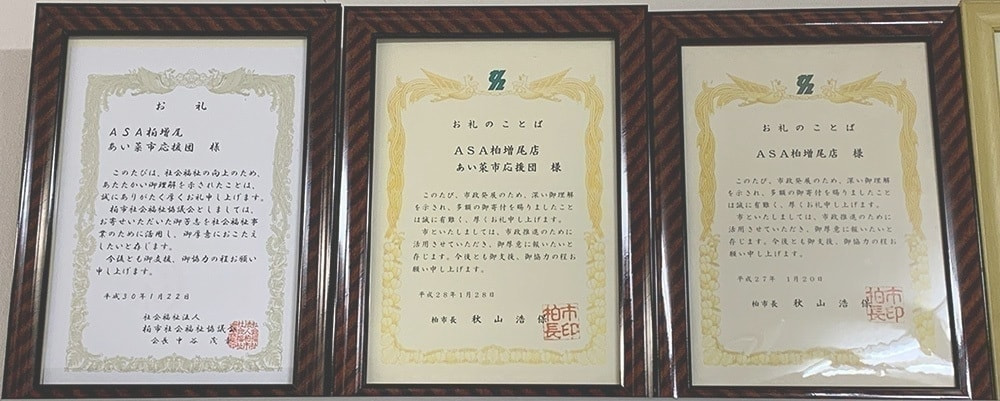 お礼
ASA柏増尾
あい菜市応援団 様
このたびは、社会福祉の向上のため、
あたたかい御理解を示されたことは、
誠にありがたく厚くお礼申し上げます。
柏市社会福祉協議会としましては、
お寄せいただいた御芳志を社会福祉事
業のために活用し、御厚意におこたえ
したいと存じます。
今後とも御支援、御協力の程お願い
申し上げます。
平成30年1月22日
社会福祉法人
柏市社会福祉協議会
会長 中谷 茂
お礼のことば
ASA柏増尾店
あい菜市応援団 様
このたび、市政発展のため、深い御理解
を示され、多額の御寄付を賜りましたこと
は誠に有難く、厚くお礼申し上げます。
市といたしましては、市政推進のために
活用させていただき、御厚意に報いたいと
存じます。今後とも御支援、御協力の程お
願い申し上げます。
平成28年1月28日
柏市長 秋山浩保
柏市長印
お礼のことば
ASA柏増尾店 様
このたび、市政発展のため、深い御理解
を示され、多額の御寄付を賜りましたこと
は誠に有難く、厚くお礼申し上げます。
市といたしましては、市政推進のために
活用させていただき、御厚意に報いたいと
存じます。今後とも御支援、御協力の程お
願い申し上げます。
平成27年 1月20日
柏市長 秋山浩保
柏市長印